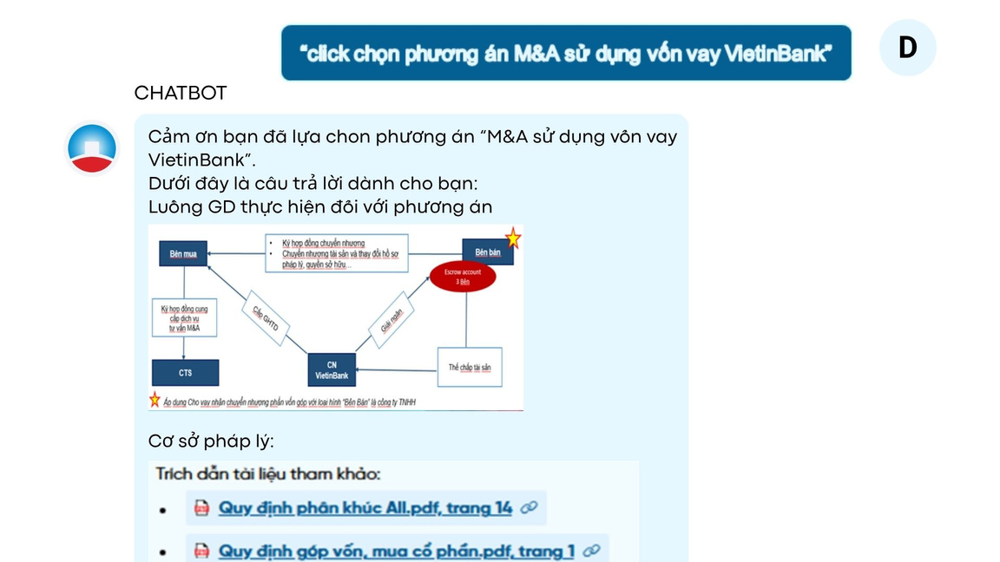 “click chọn phương án M&A sử dụng vốn vay VietinBank”
D
CHATBOT
Cảm ơn bạn đã lựa chon phương án “M&A sử dụng vốn vay
VietinBank”.
Dưới đây là câu trả lời dành cho bạn:
Luồng GD thực hiện đối với phương án
Bên mua
• Ký hợp đồng chuyển nhượng
• Chuyển nhượng tài sản và thay đổi hồ sơ
pháp lý, quyền sở hữu…
Bên bán
Escrow account
3 Bên
Ký hợp đồng cung
cấp dịch vụ
tư vấn M&A
Cấp GHTD
Giải ngân
CTS
CN
VietinBank
Thế chấp tài sản
Áp dụng Cho vay nhận chuyển nhượng phần vốn góp với loại hình "Bên Bán" là công ty TNHH
Cơ sở pháp lý:
Trích dẫn tài liệu tham khảo:
• Quy định phân khúc All.pdf, trang 14
• Quy định góp vốn, mua cổ phần.pdf, trang 1